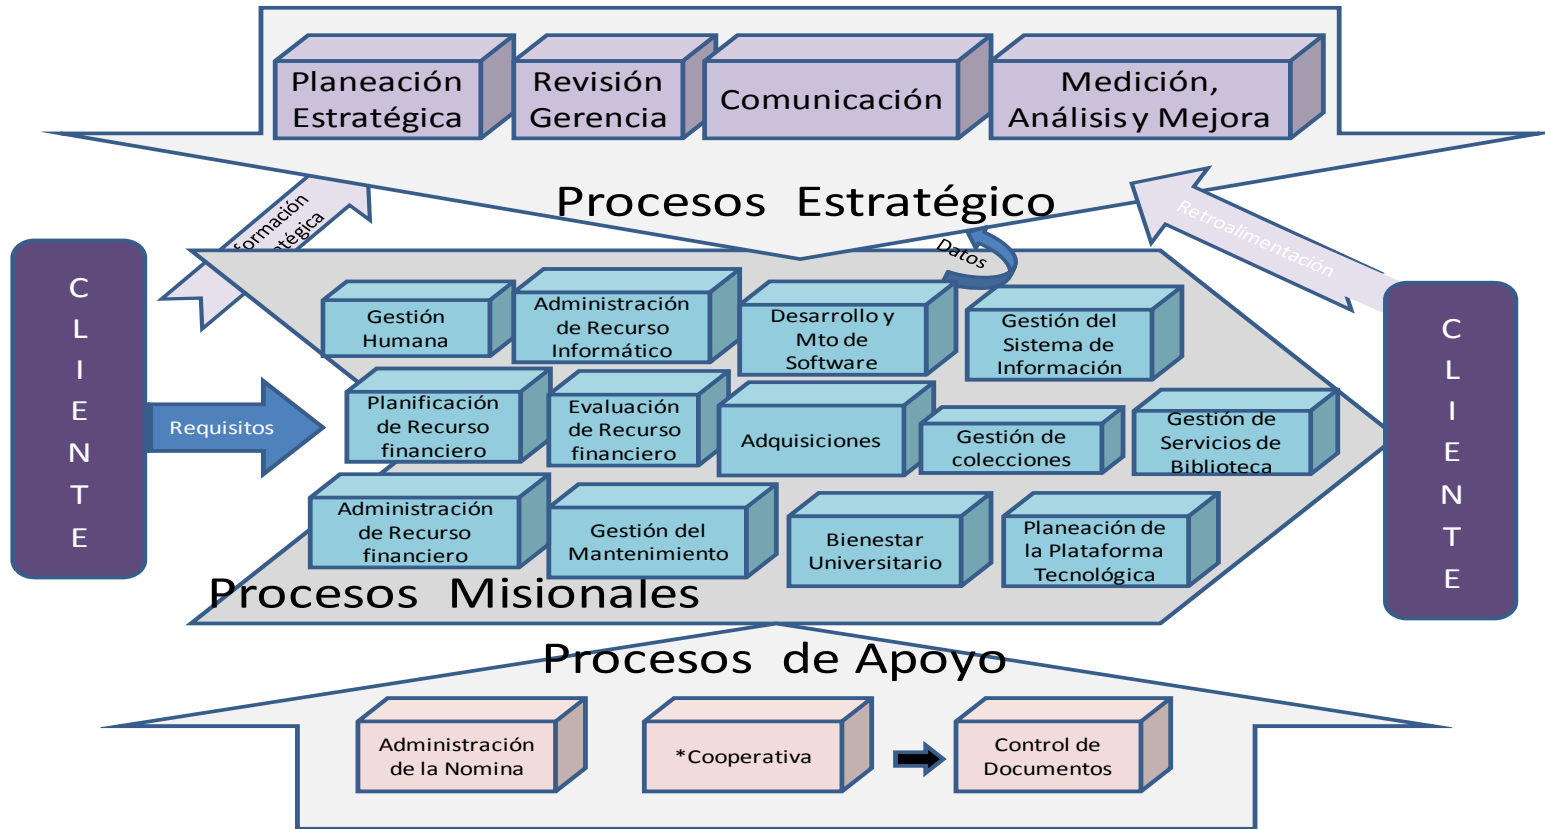 Planeación
Estratégica
Revisión
Gerencia
Comunicación
Medición,
Análisis y Mejora
Procesos Estratégico
Retroalimentación
Datos
C
L
I
E
N
T
E
Requisitos
Gestión
Humana
Administración
de Recurso
Informático
Desarrollo y
Mto de
Software
Gestión del
Sistema de
Información
Planificación
de Recurso
financiero
Evaluación
de Recurso
financiero
Adquisiciones
Gestión de
colecciones
Gestión de
Servicios de
Biblioteca
Administración
de Recurso
financiero
Gestión del
Mantenimiento
Bienestar
Universitario
Planeación de
la Plataforma
Tecnológica
Procesos Misionales
C
L
I
E
N
T
E
Procesos de Apoyo
Administración
de la Nomina
*Cooperativa
Control de
Documentos